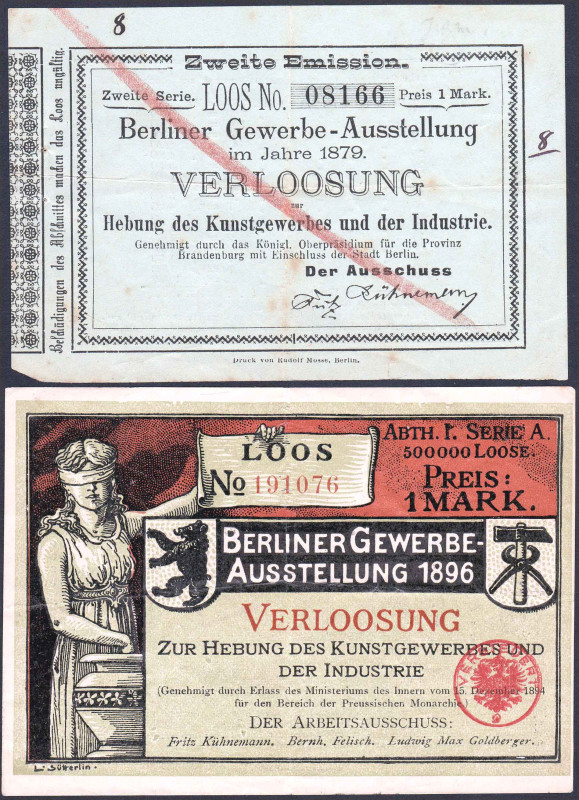 8
Beschädigungen des Abschnittes machen das Loos ungültig.
Zweite Emission.
Zweite Serie. LOOS No. 08166 Preis 1 Mark.
Berliner Gewerbe-Ausstellung
im Jahre 1879.
VERLOOSUNG
zur
Hebung des Kunstgewerbes und der Industrie.
Genehmigt durch das Königl. Oberpräsidium für die Provinz
Brandenburg mit Einschluss der Stadt Berlin.
Der Ausschuss
Kühnemann
8
Druck von Rudolf Mosse, Berlin.
LOOS
No 191076
ABTH. I. SERIE A.
500000 LOOSE.
PREIS:
1 MARK.
BERLINER GEWERBE-
AUSSTELLUNG 1896
VERLOOSUNG
ZUR HEBUNG DES KUNSTGEWERBES UND
DER INDUSTRIE
(Genehmigt durch Erlass des Ministeriums des Innern vom 15. Dezember 1894
für den Bereich der Preussischen Monarchie.)
DER ARBEITSAUSSCHUSS:
Fritz Kühnemann. Bernh. Felisch. Ludwig Max Goldberger.
L. Sütterlin.